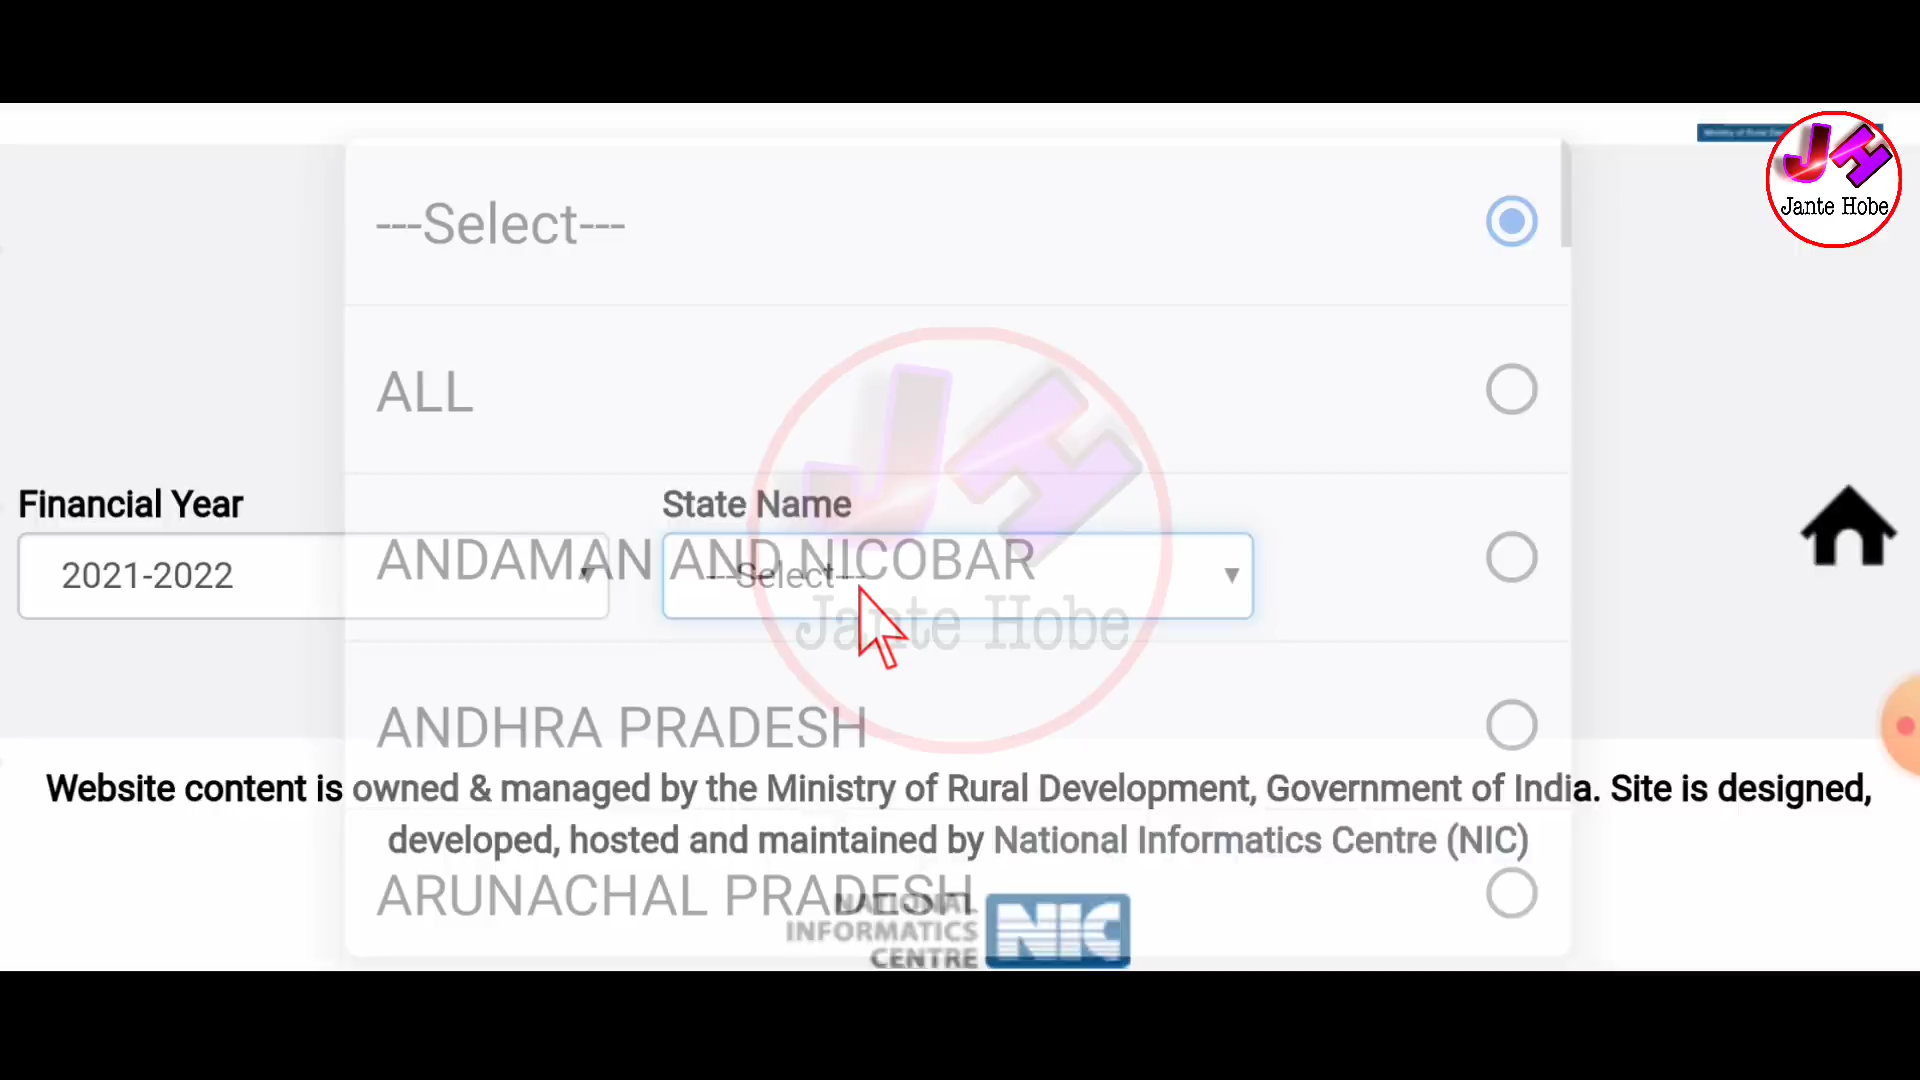 JH
Jante Hobe
---Select---
ALL
JH
Financial Year
State Name
2021-2022
---Select---
ANDAMAN AND NICOBAR
Jante Hobe
ANDHRA PRADESH
Website content is owned & managed by the Ministry of Rural Development, Government of India. Site is designed,
developed, hosted and maintained by National Informatics Centre (NIC)
ARUNACHAL PRADESH
NATIONAL
INFORMATICS
CENTRE
NIC